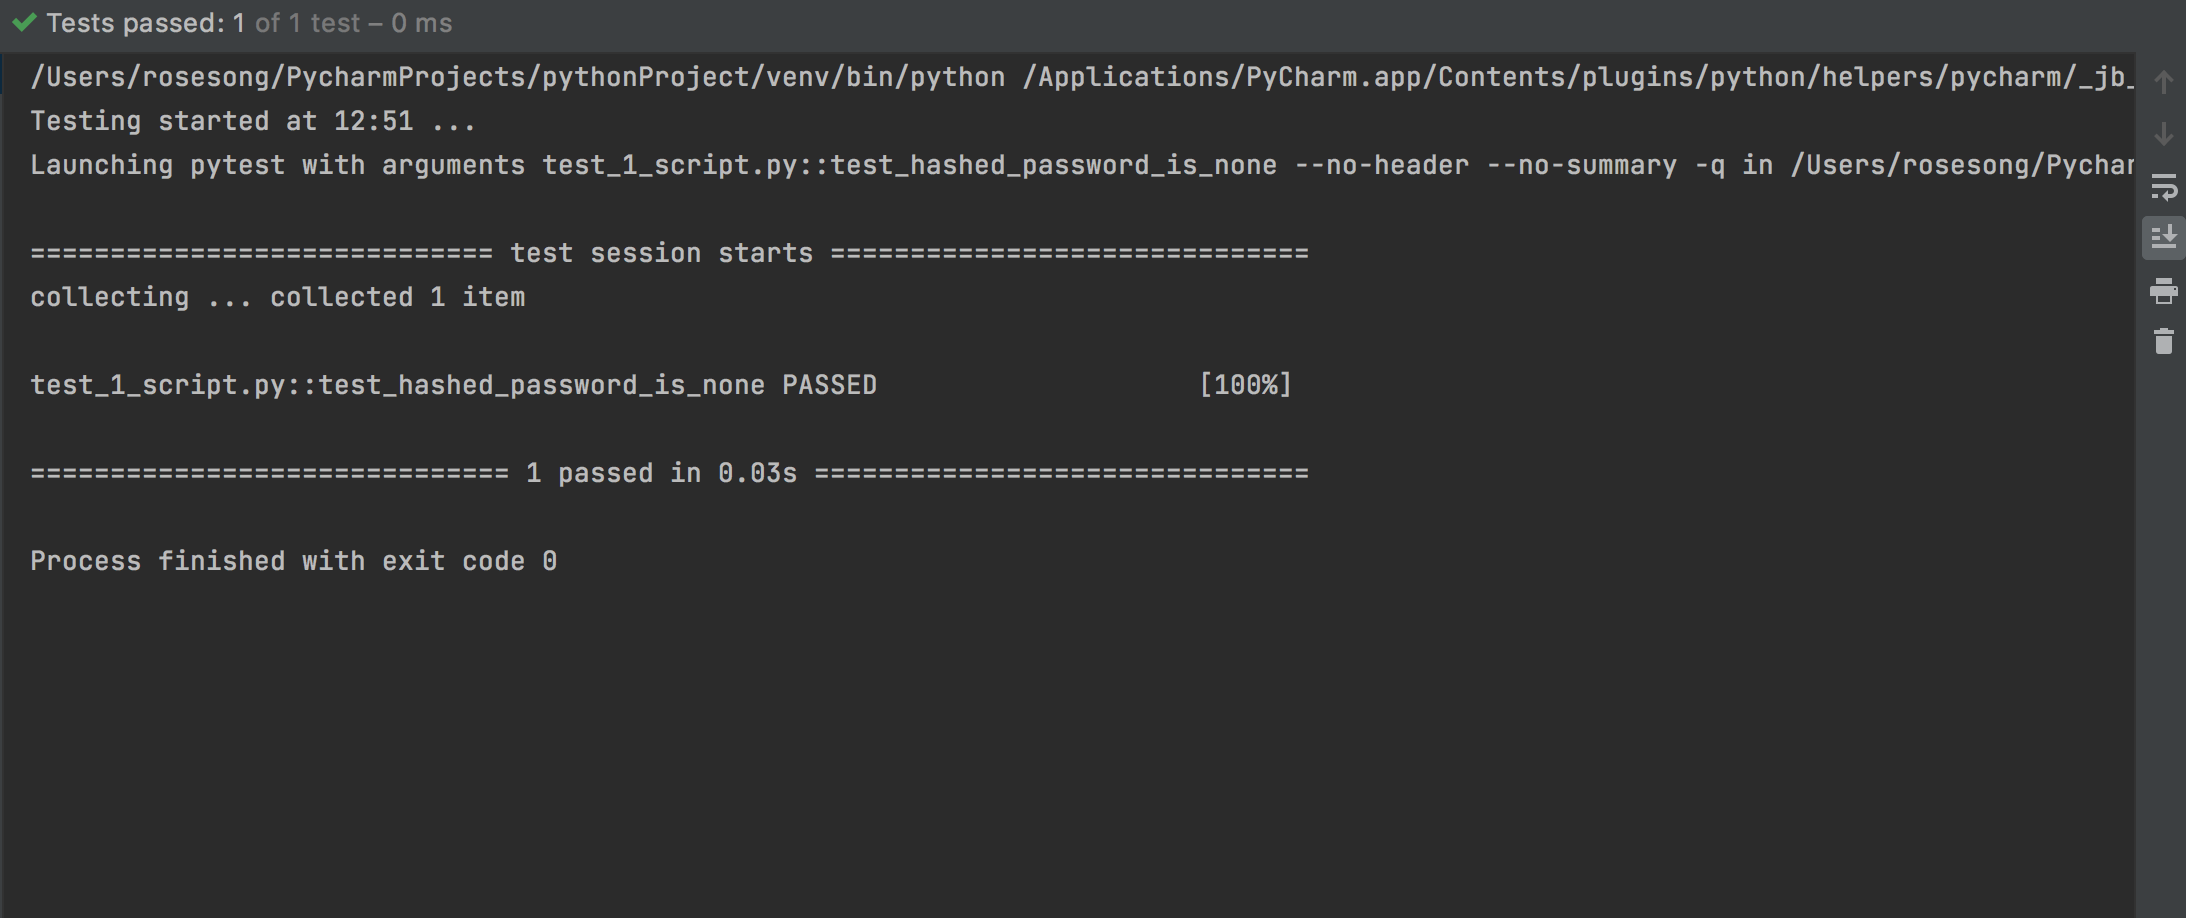 Tests passed: 1 of 1 test – 0 ms
/Users/rosesong/PycharmProjects/pythonProject/venv/bin/python /Applications/PyCharm.app/Contents/plugins/python/helpers/pycharm/_jb_
Testing started at 12:51 ...
Launching pytest with arguments test_1_script.py::test_hashed_password_is_none --no-header --no-summary -q in /Users/rosesong/Pychar
============================= test session starts ==============================
collecting ... collected 1 item
test_1_script.py::test_hashed_password_is_none PASSED                    [100%]
============================== 1 passed in 0.03s ===============================
Process finished with exit code 0